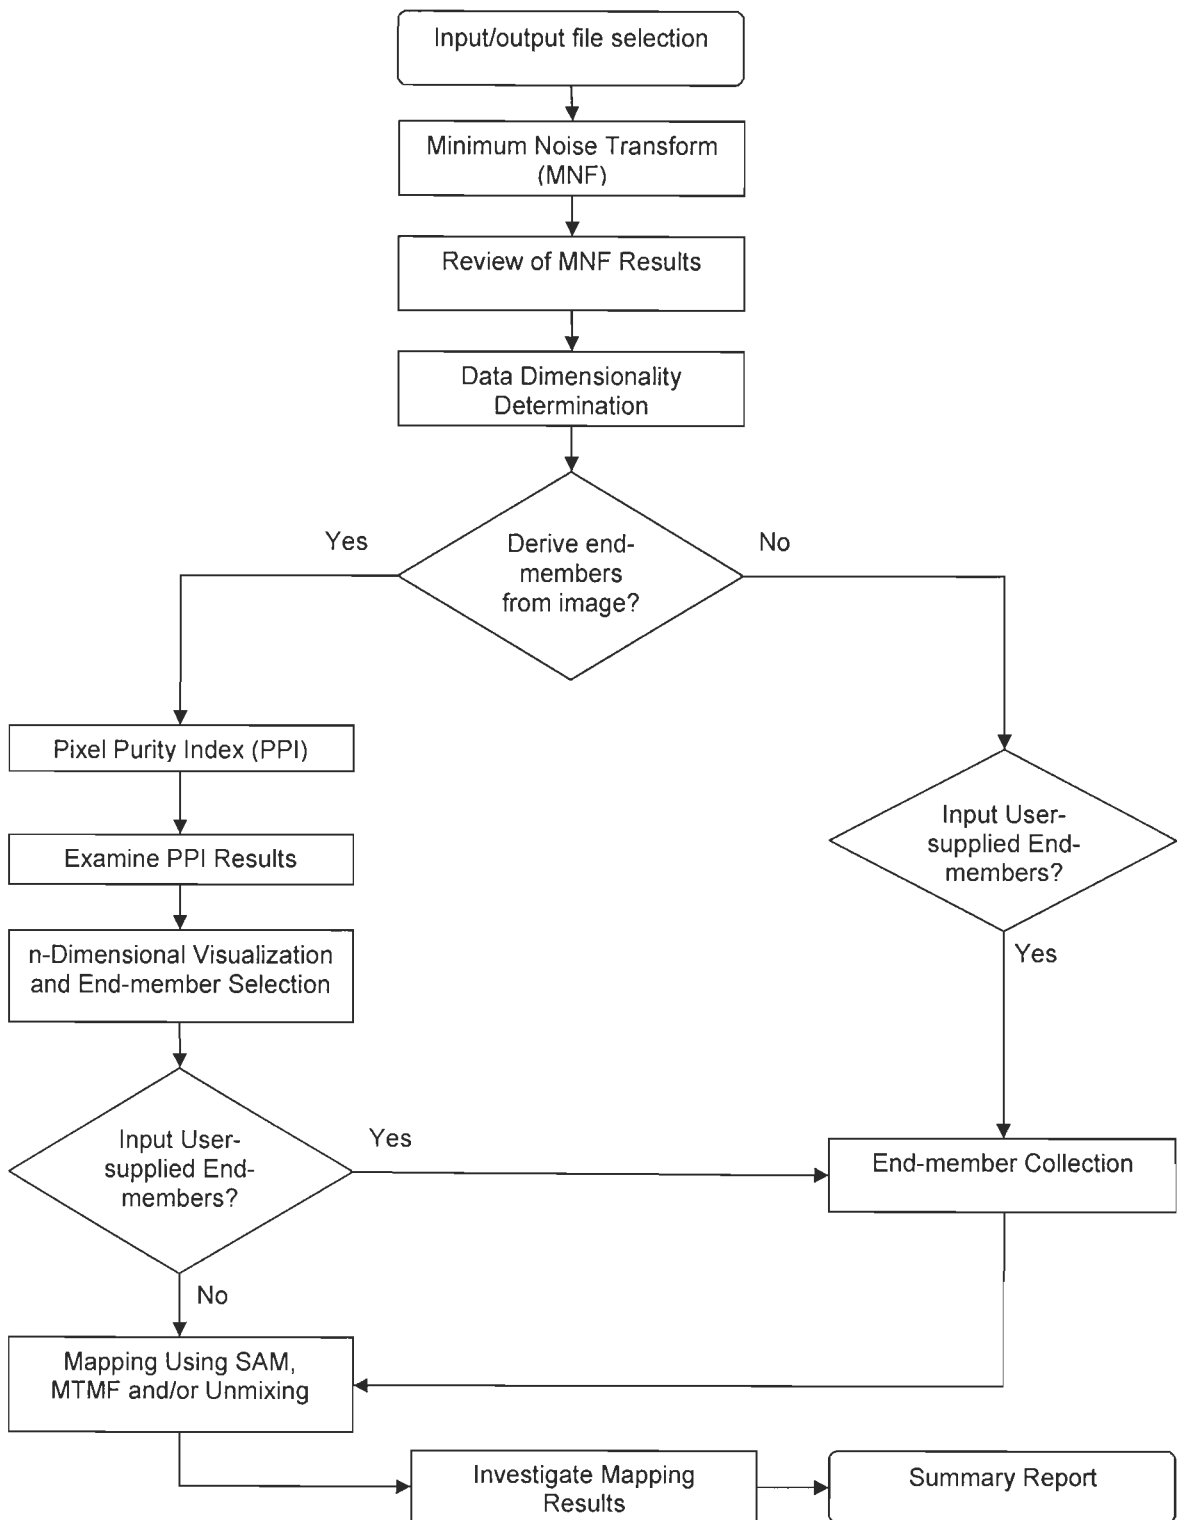 Input/output file selection
Minimum Noise Transform
(MNF)
Review of MNF Results
Data Dimensionality
Determination
Yes
Derive end-
members
from image?
No
Pixel Purity Index (PPI)
Input User-
supplied End-
members?
Examine PPI Results
n-Dimensional Visualization
and End-member Selection
Yes
Input User-
supplied End-
members?
Yes
End-member Collection
No
Mapping Using SAM,
MTMF and/or Unmixing
Investigate Mapping
Results
Summary Report